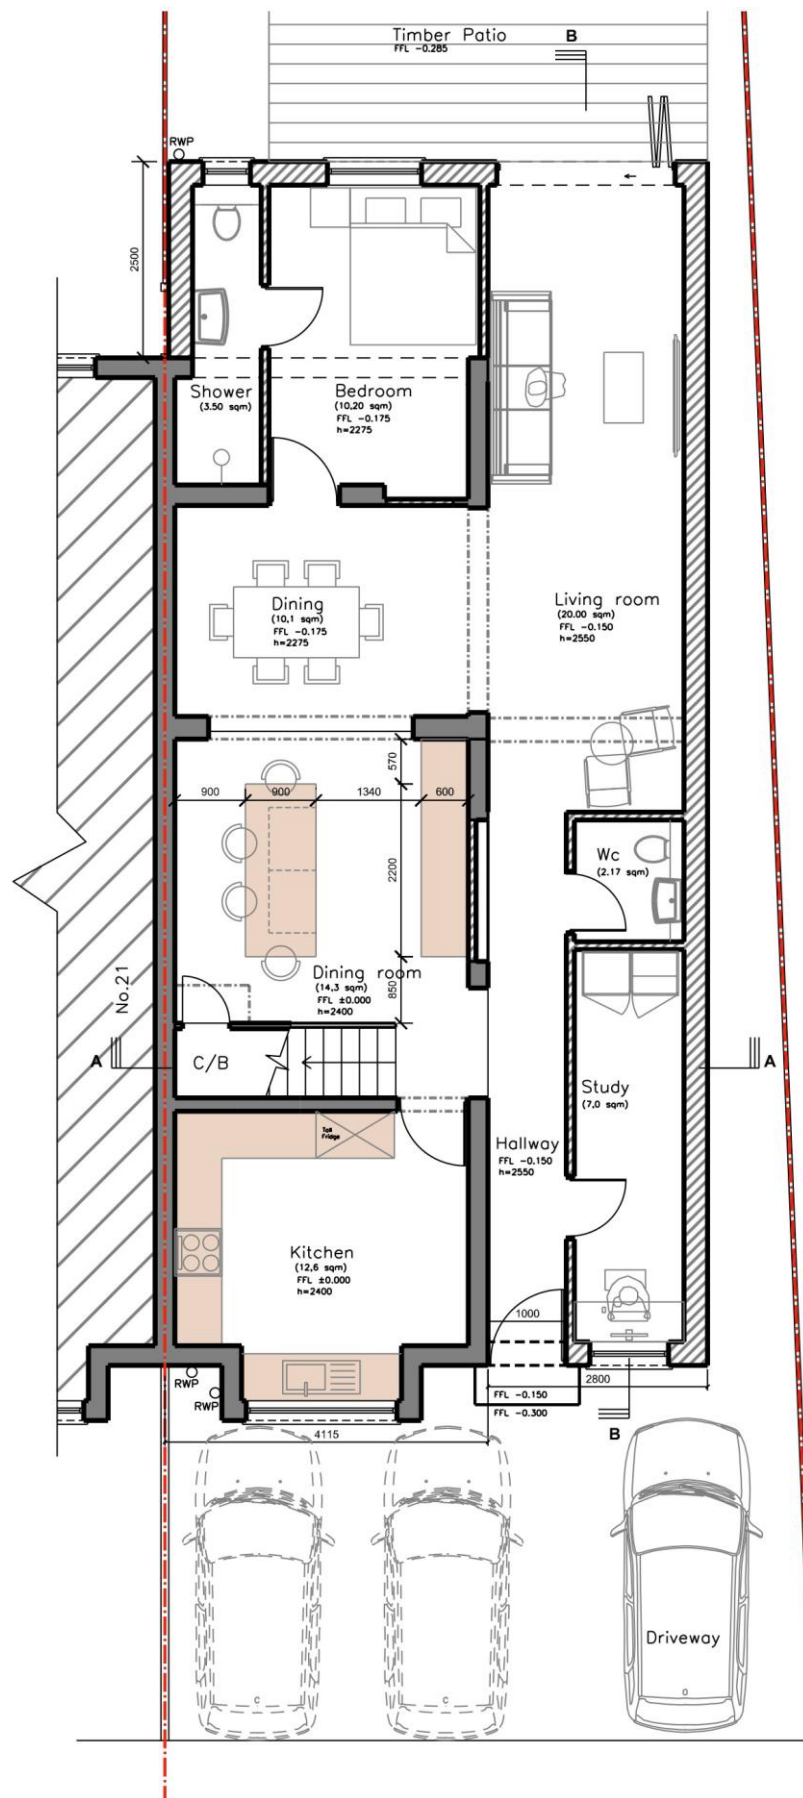 Timber Patio
FFL -0.285
B
RWP
2500
Shower
(3.50 sqm)
Bedroom
(10,20 sqm)
FFL -0.175
h=2275
Dining
(10,1 sqm)
FFL -0.175
h=2275
Living room
(20.00 sqm)
FFL -0.150
h=2550
570
900
900
1340
600
2200
Wc
(2.17 sqm)
Dining room
(14,3 sqm)
FFL ±0.000
h=2400
850
No.21
A
C/B
A
Study
(7,0 sqm)
Tall
Fridge
Hallway
FFL -0.150
h=2550
Kitchen
(12,6 sqm)
FFL ±0.000
h=2400
1000
RWP
RWP
2800
FFL -0.150
FFL -0.300
4115
B
Driveway
C
C
O